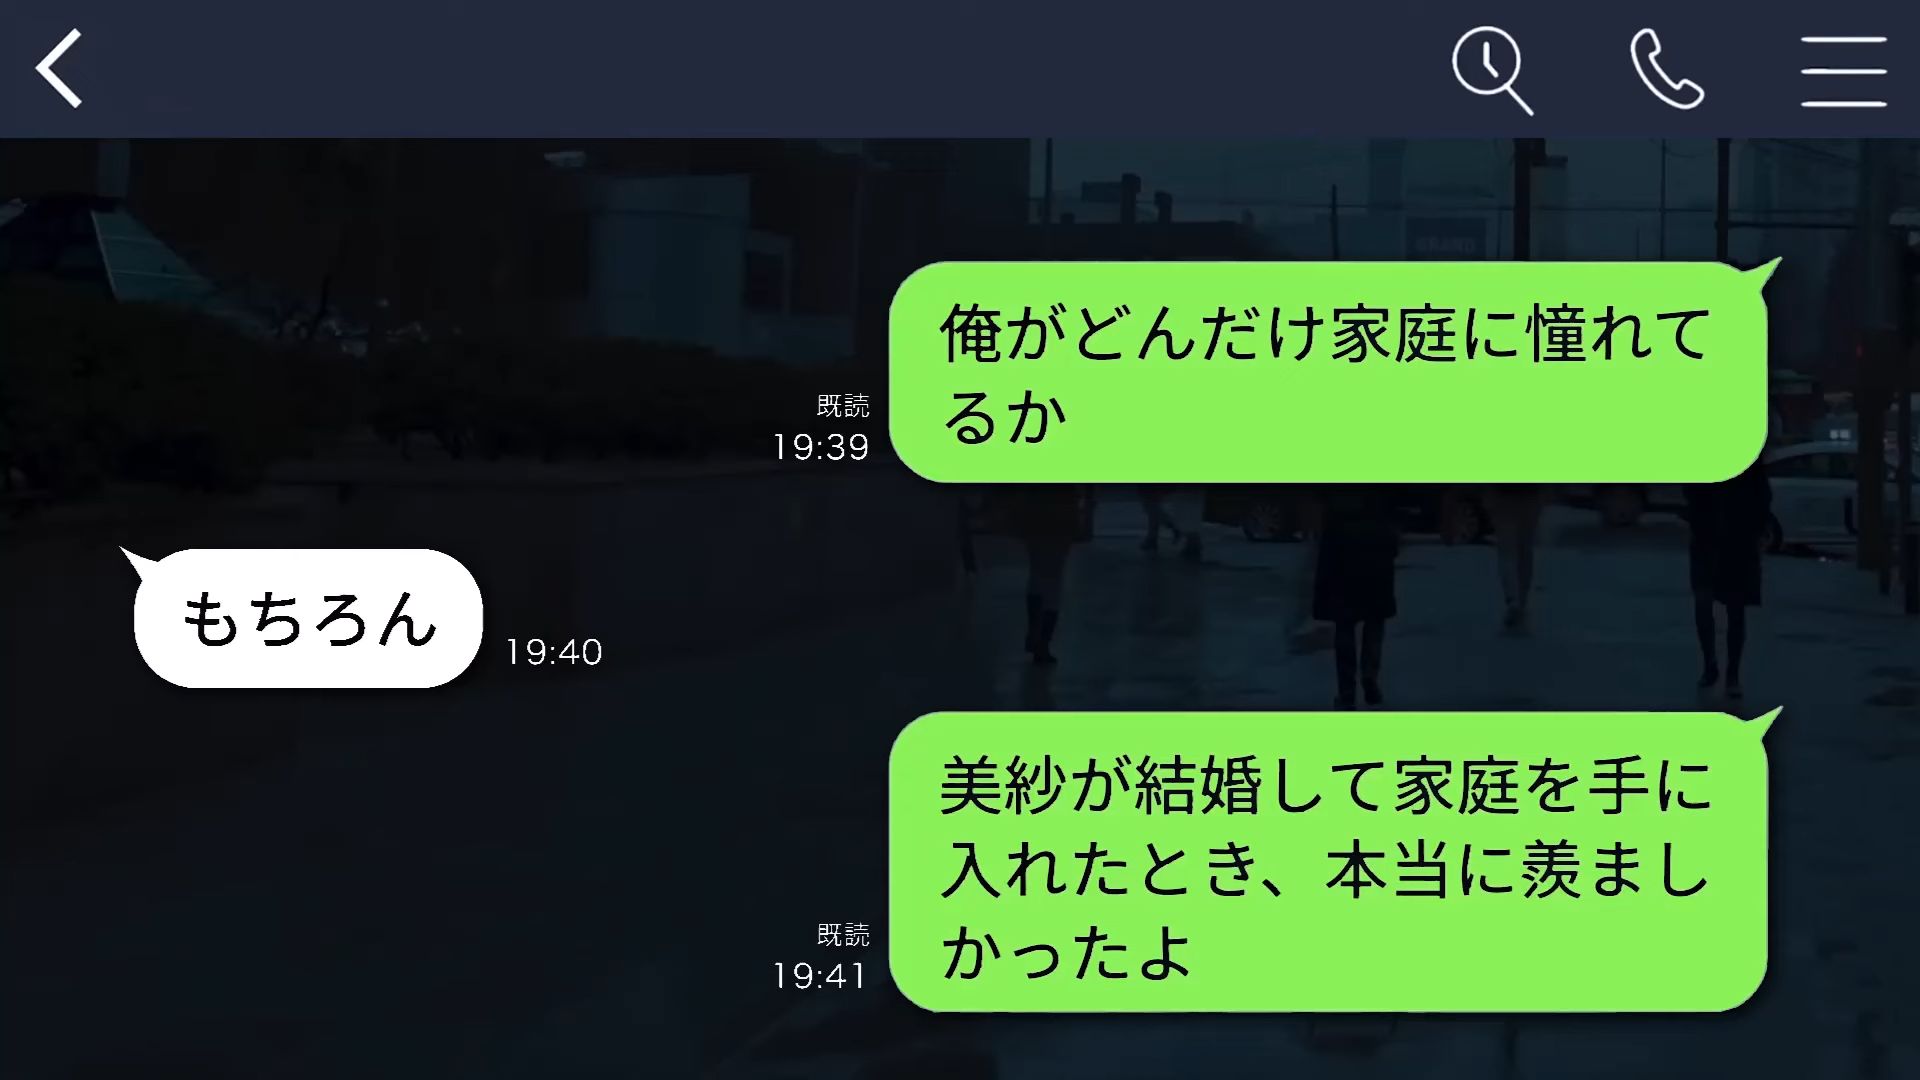 俺がどんだけ家庭に憧れて
るか
既読
19:39
もちろん
19:40
美紗が結婚して家庭を手に
入れたとき、本当に羨まし
かったよ
既読
19:41